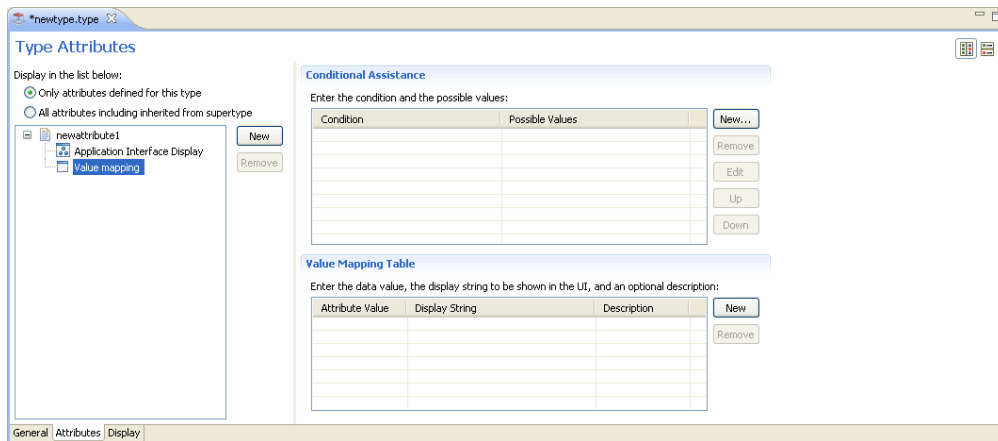 *newtype.type
Type Attributes
Display in the list below:
Only attributes defined for this type
All attributes including inherited from supertype
newattribute1
Application Interface Display
Value mapping
New
Remove
Conditional Assistance
Enter the condition and the possible values:
Condition Possible Values
New...
Remove
Edit
Up
Down
Value Mapping Table
Enter the data value, the display string to be shown in the UI, and an optional description:
Attribute Value Display String Description
New
Remove
General Attributes Display